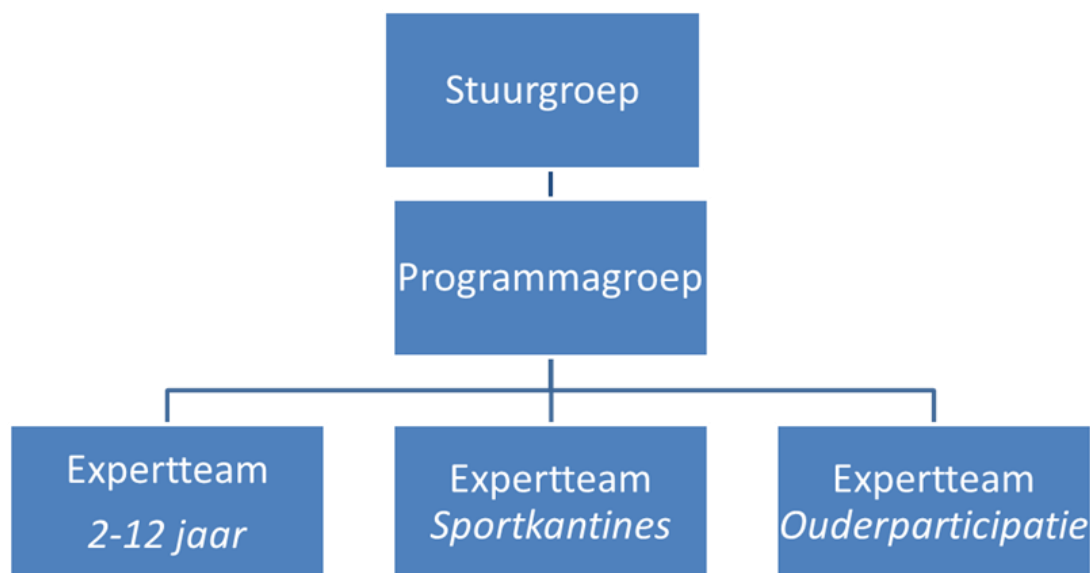 Stuurgroep
Programmagroep
Expertteam
2-12 jaar
Expertteam
Sportkantines
Expertteam
Ouderparticipatie